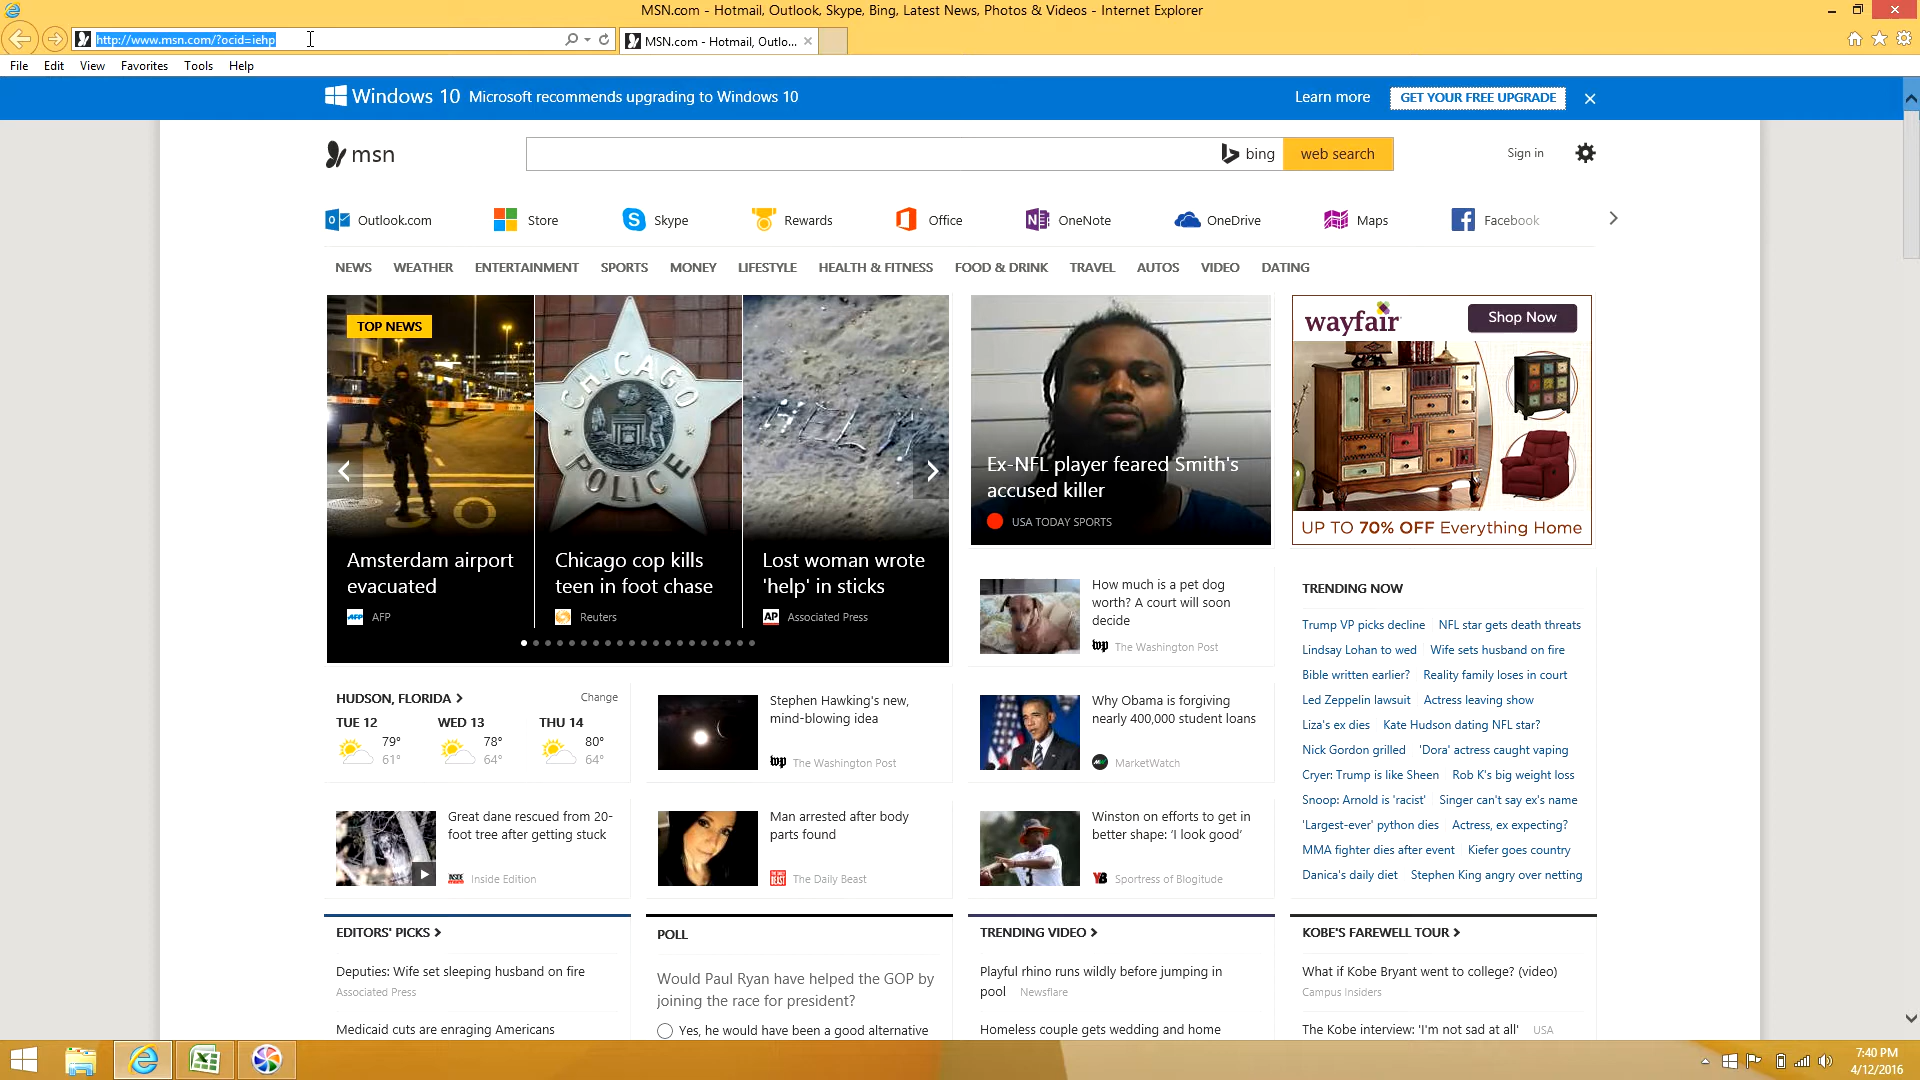 MSN.com - Hotmail, Outlook, Skype, Bing, Latest News, Photos & Videos - Internet Explorer
http://www.msn.com/?ocid=iehp
MSN.com - Hotmail, Outlo...
File Edit View Favorites Tools Help
Windows 10 Microsoft recommends upgrading to Windows 10
Learn more GET YOUR FREE UPGRADE
msn
bing web search
Sign in
Outlook.com Store Skype Rewards Office OneNote OneDrive Maps Facebook
NEWS WEATHER ENTERTAINMENT SPORTS MONEY LIFESTYLE HEALTH & FITNESS FOOD & DRINK TRAVEL AUTOS VIDEO DATING
TOP NEWS
Amsterdam airport
evacuated
AFP
CHICAGO
POLICE
Chicago cop kills
teen in foot chase
Reuters
HELP
Lost woman wrote
'help' in sticks
AP Associated Press
Ex-NFL player feared Smith's
accused killer
USA TODAY SPORTS
wayfair
Shop Now
UP TO 70% OFF Everything Home
How much is a pet dog
worth? A court will soon
decide
wp The Washington Post
TRENDING NOW
Trump VP picks decline NFL star gets death threats
Lindsay Lohan to wed Wife sets husband on fire
Bible written earlier? Reality family loses in court
Led Zeppelin lawsuit Actress leaving show
Liza's ex dies Kate Hudson dating NFL star?
Nick Gordon grilled 'Dora' actress caught vaping
Cryer: Trump is like Sheen Rob K's big weight loss
Snoop: Arnold is 'racist' Singer can't say ex's name
'Largest-ever' python dies Actress, ex expecting?
MMA fighter dies after event Kiefer goes country
Danica's daily diet Stephen King angry over netting
HUDSON, FLORIDA Change
TUE 12 WED 13 THU 14
79° 78° 80°
61° 64° 64°
Stephen Hawking's new,
mind-blowing idea
wp The Washington Post
Why Obama is forgiving
nearly 400,000 student loans
MarketWatch
Great dane rescued from 20-
foot tree after getting stuck
Inside Edition
Man arrested after body
parts found
The Daily Beast
Winston on efforts to get in
better shape: ‘I look good’
YB Sportress of Blogitude
EDITORS' PICKS
Deputies: Wife set sleeping husband on fire
Associated Press
Medicaid cuts are enraging Americans
POLL
Would Paul Ryan have helped the GOP by
joining the race for president?
Yes, he would have been a good alternative
TRENDING VIDEO
Playful rhino runs wildly before jumping in
pool Newsflare
Homeless couple gets wedding and home
KOBE'S FAREWELL TOUR
What if Kobe Bryant went to college? (video)
Campus Insiders
The Kobe interview: 'I'm not sad at all' USA
7:40 PM
4/12/2016